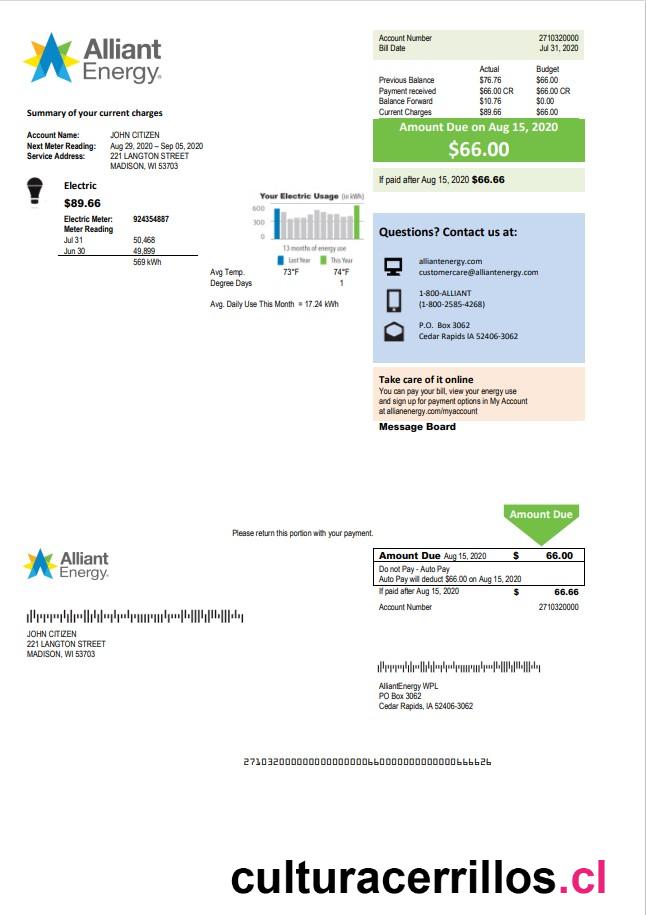 Alliant
Energy®
Account Number 2710320000
Bill Date Jul 31, 2020
Actual Budget
Previous Balance $76.76 $66.00
Payment received $66.00 CR $66.00 CR
Balance Forward $10.76 $0.00
Current Charges $89.66 $66.00
Amount Due on Aug 15, 2020
$66.00
If paid after Aug 15, 2020 $66.66
Summary of your current charges
Account Name: JOHN CITIZEN
Next Meter Reading: Aug 29, 2020 – Sep 05, 2020
Service Address: 221 LANGTON STREET
MADISON, WI 53703
Electric
$89.66
Electric Meter: 924354887
Meter Reading
Jul 31 50,468
Jun 30 49,899
569 kWh
Your Electric Usage (in kWh)
600
300
0
13 months of energy use
Last Year This Year
Avg Temp. 73°F 74°F
Degree Days 1
Avg. Daily Use This Month = 17.24 kWh
Questions? Contact us at:
alliantenergy.com
customercare@alliantenergy.com
1-800-ALLIANT
(1-800-2585-4268)
P.O. Box 3062
Cedar Rapids IA 52406-3062
Take care of it online
You can pay your bill, view your energy use
and sign up for payment options in My Account
at allianenergy.com/myaccount
Message Board
Amount Due
Please return this portion with your payment.
Alliant
Energy®
Amount Due Aug 15, 2020 $ 66.00
Do not Pay - Auto Pay
Auto Pay will deduct $66.00 on Aug 15, 2020
If paid after Aug 15, 2020 $ 66.66
Account Number 2710320000
JOHN CITIZEN
221 LANGTON STREET
MADISON, WI 53703
AlliantEnergy WPL
PO Box 3062
Cedar Rapids, IA 52406-3062
culturacerrillos.cl